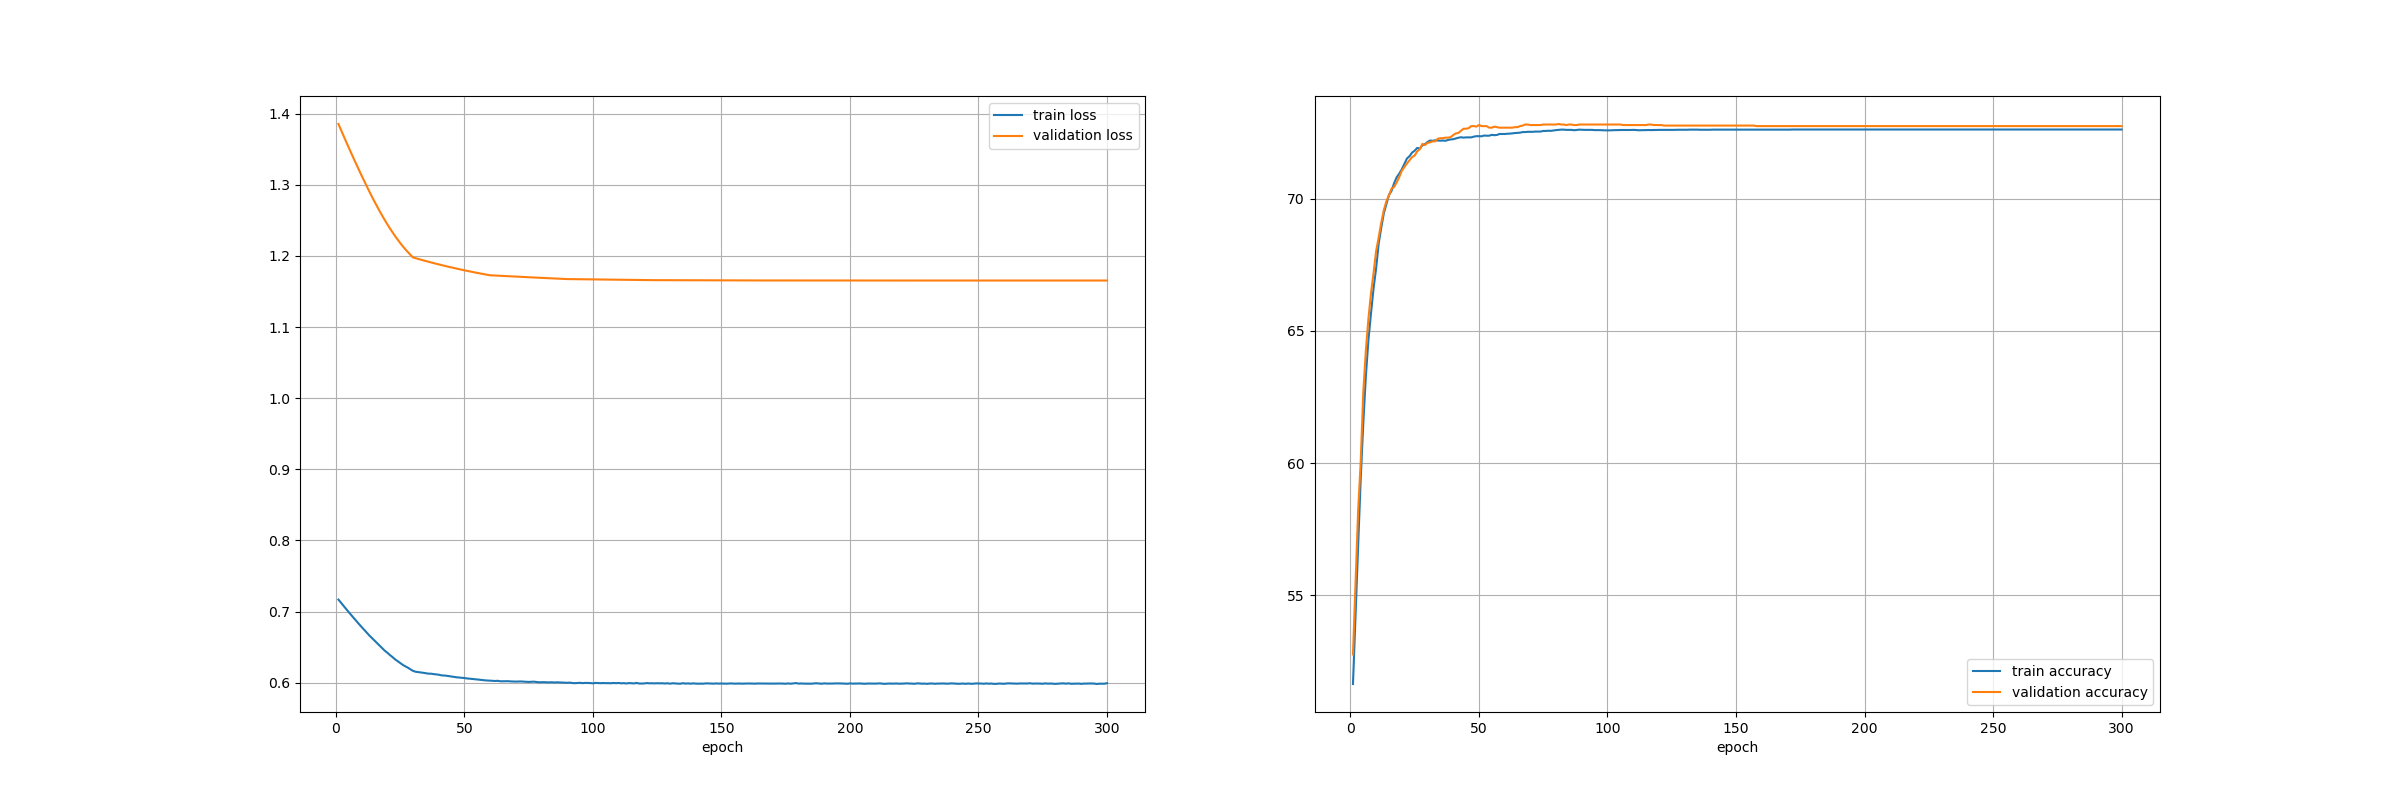 train loss
validation loss
1.4
1.3
1.2
1.1
1.0
0.9
0.8
0.7
0.6
0 50 100 150 200 250 300
epoch
70
65
60
55
train accuracy
validation accuracy
0 50 100 150 200 250 300
epoch